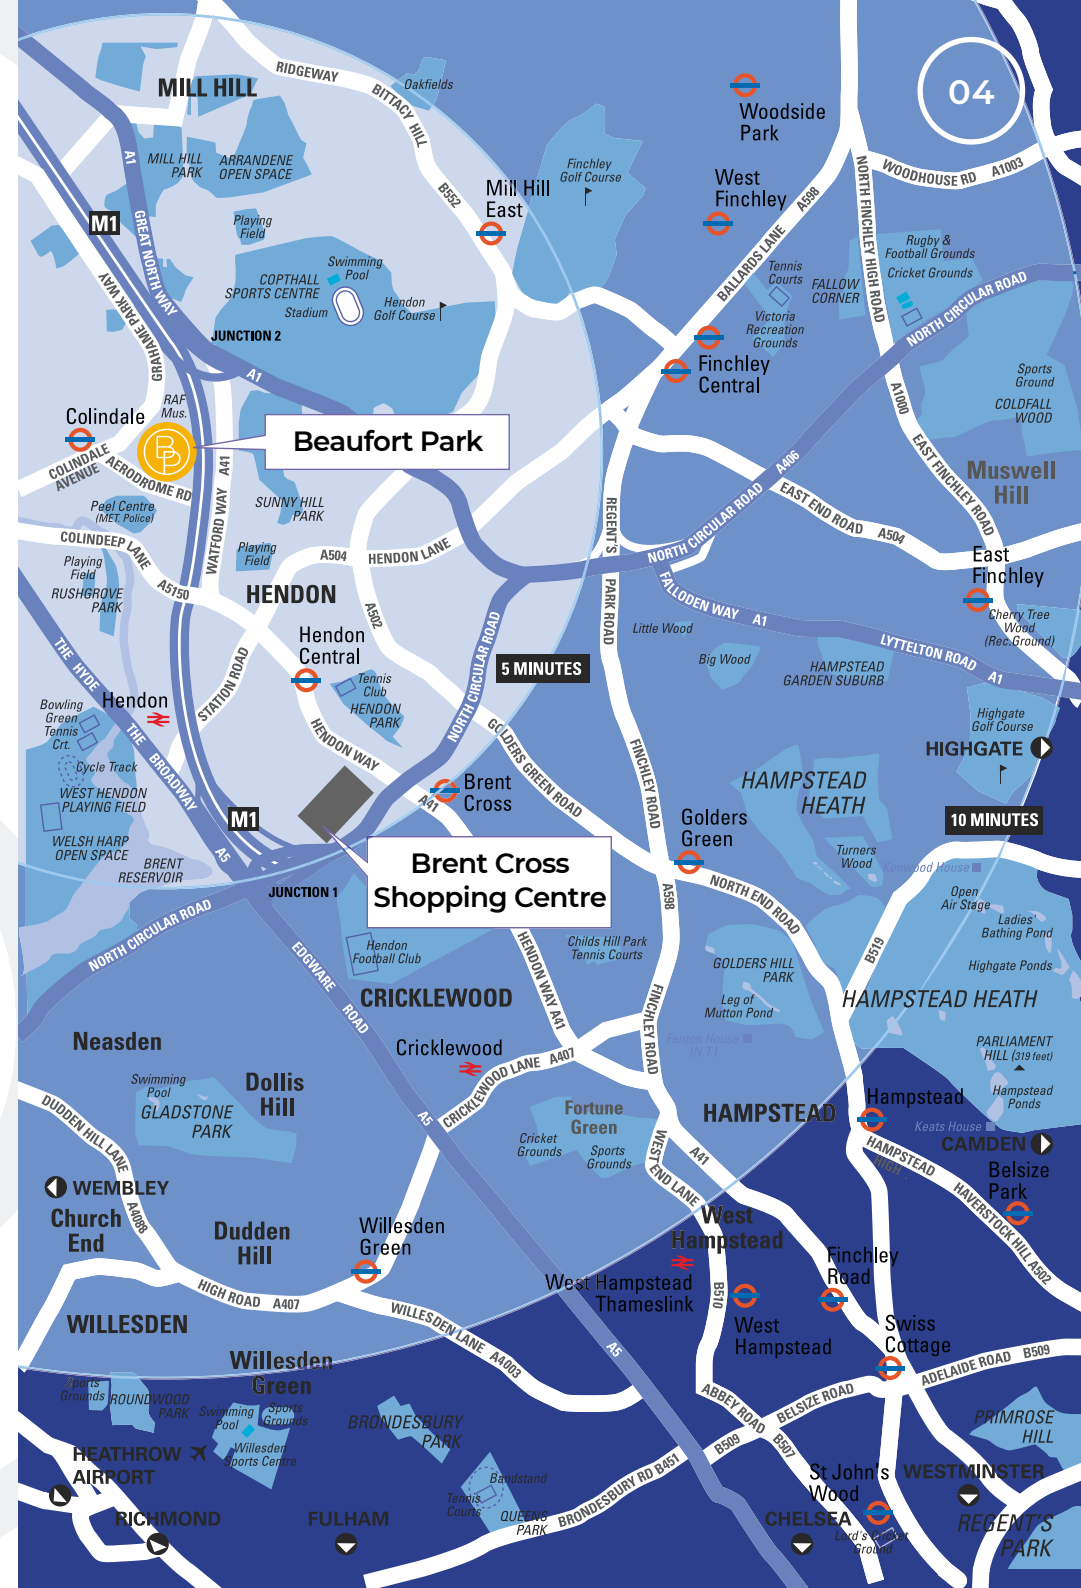 04
RIDGEWAY
BITTACY HILL
Oakfields
MILL HILL
Woodside
Park
A1
MILL HILL
PARK
ARRANDENE
OPEN SPACE
Finchley
Golf Course
WOODHOUSE RD A1003
B552
Mill Hill
East
West
Finchley
A598
NORTH FINCHLEY HIGH ROAD
M1
GREAT NORTH WAY
Playing
Field
BALLARDS LANE
Rugby &
Football Grounds
Cricket Grounds
Swimming
Pool
COPTHALL
SPORTS CENTRE
Stadium
Hendon
Golf Course
Tennis
Courts
FALLOW
CORNER
NORTH CIRCULAR ROAD
GRAHAME PARK WAY
Victoria
Recreation
Grounds
JUNCTION 2
A1
Finchley
Central
Sports
Ground
COLDFALL
WOOD
A1000
RAF
Mus.
Colindale
BP
Beaufort Park
COLINDALE
AVENUE
AERODROME RD
A41
A406
EAST FINCHLEY ROAD
Muswell
Hill
Peel Centre
(MET. Police)
SUNNY HILL
PARK
EAST END ROAD A504
REGENT'S PARK ROAD
NORTH CIRCULAR ROAD
COLINDEEP LANE
WATFORD WAY
Playing
Field
A504 HENDON LANE
East
Finchley
Playing
Field
RUSHGROVE
PARK
A5150
HENDON
A502
FALLODEN WAY A1
Cherry Tree
Wood
(Rec.Ground)
Little Wood
LYTTELTON ROAD
A1
Hendon
Central
NORTH CIRCULAR ROAD
5 MINUTES
Big Wood
HAMPSTEAD
GARDEN SUBURB
THE HYDE
STATION ROAD
Tennis
Club
HENDON
PARK
Hendon
Bowling
Green
Tennis
Crt.
Highgate
Golf Course
HIGHGATE
THE BROADWAY
HENDON WAY
GOLDERS GREEN ROAD
FINCHLEY ROAD
Cycle Track
WEST HENDON
PLAYING FIELD
Brent
Cross
A41
HAMPSTEAD
HEATH
10 MINUTES
M1
Golders
Green
WELSH HARP
OPEN SPACE
BRENT
RESERVOIR
A5
Turners
Wood
Kenwood House
Brent Cross
Shopping Centre
JUNCTION 1
A598
NORTH END ROAD
Open
Air Stage
Ladies
Bathing Pond
NORTH CIRCULAR ROAD
EDGWARE ROAD
Hendon
Football Club
HENDON WAY A41
Childs Hill Park
Tennis Courts
B519
GOLDERS HILL
PARK
Highgate Ponds
CRICKLEWOOD
FINCHLEY ROAD
Leg of
Mutton Pond
HAMPSTEAD HEATH
Fenton House
(N.T)
Neasden
Cricklewood
CRICKLEWOOD LANE A407
PARLIAMENT
HILL (319 feet)
Swimming
Pool
GLADSTONE
PARK
Dollis
Hill
Hampstead
Ponds
DUDDEN HILL LANE
A5
Fortune
Green
HAMPSTEAD
Hampstead
Keats House
CAMDEN
Cricket
Grounds
Sports
Grounds
WEST END LANE
A41
HAMPSTEAD
HIGH
Belsize
Park
WEMBLEY
A4088
Church
End
Dudden
Hill
Willesden
Green
West
Hampstead
HAVERSTOCK HILL A502
Finchley
Road
West Hampstead
Thameslink
B510
HIGH ROAD A407
WILLESDEN LANE A4003
West
Hampstead
Swiss
Cottage
WILLESDEN
A5
ADELAIDE ROAD B509
Willesden
Green
Sports
Grounds
ROUNDWOOD
PARK
Swimming
Pool
Sports
Grounds
BRONDESBURY
PARK
ABBEY ROAD
B507
BELSIZE ROAD
B509
PRIMROSE
HILL
HEATHROW
AIRPORT
Willesden
Sports Centre
Bandstand
Tennis
Courts
QUEENS
PARK
BRONDESBURY RD B451
St John's
Wood
WESTMINSTER
RICHMOND
FULHAM
CHELSEA
Lord's Cricket
Ground
REGENT'S
PARK